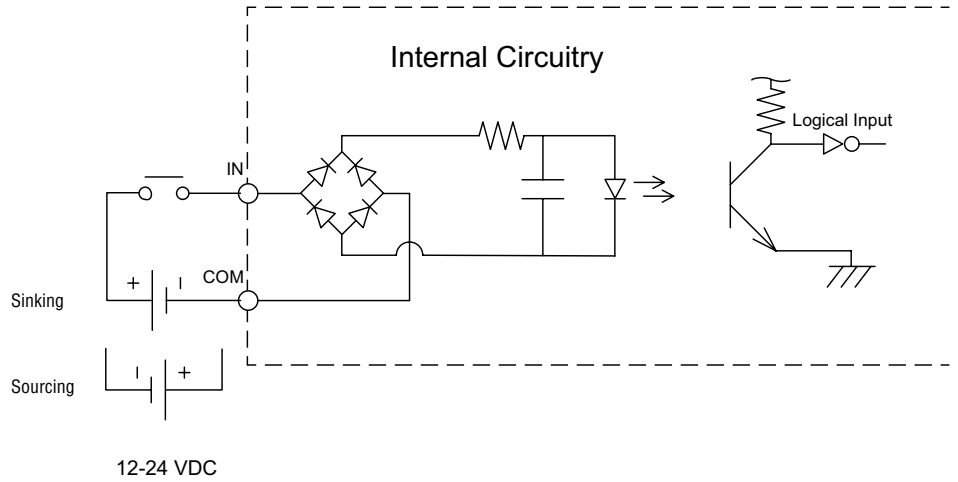 Internal Circuitry
Logical Input
IN
+ −
COM
Sinking
− +
Sourcing
12-24 VDC